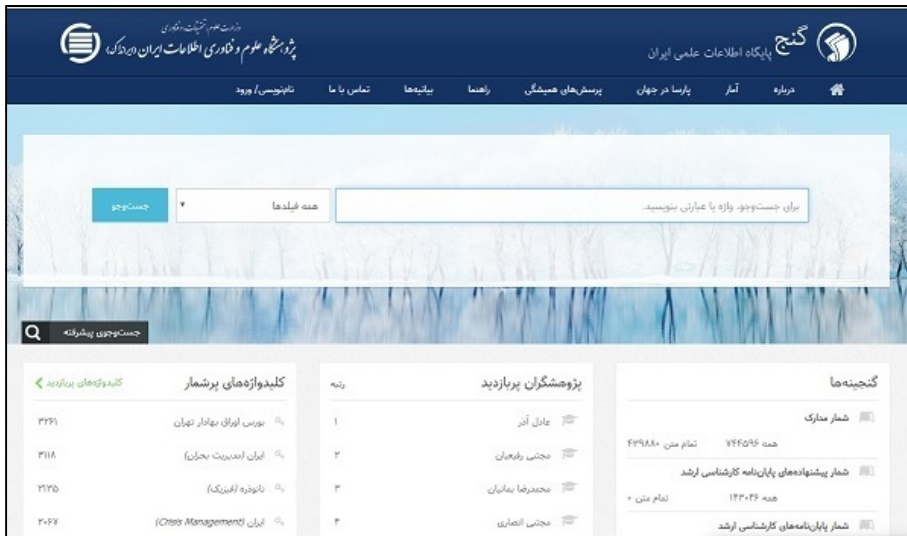 گنج پایگاه اطلاعات علمی ایران
وزارت علوم، تحقیقات و فناوری
پژوهشگاه علوم و فناوری اطلاعات ایران (ایرانداک)
درباره آمار پارسا در جهان پرسش‌های همیشگی راهنما بیانیه‌ها تماس با ما نام‌نویسی/ ورود
برای جست‌وجو، واژه یا عبارتی بنویسید.
همه فیلدها
جست‌وجو
جست‌وجوی پیشرفته
گنجینه‌ها
شمار مدارک
همه ۷۴۴۵۹۶ تمام متن ۴۳۹۸۸۰
شمار پیشنهادهای پایان‌نامه کارشناسی ارشد
همه ۱۴۳۰۴۶ تمام متن ۰
شمار پایان‌نامه‌های کارشناسی ارشد
پژوهشگران پربازدید رتبه
عادل آذر ۱
مجتبی رفیعیان ۲
محمدرضا بمانیان ۳
مجتبی انصاری ۴
کلیدواژه‌های پرشمار کلیدواژه‌های پربازدید
بورس اوراق بهادار تهران ۳۲۶۱
ایران (مدیریت بحران) ۳۱۱۸
نانوذره (فیزیک) ۲۱۳۵
ایران (Crisis Management) ۲۰۶۷